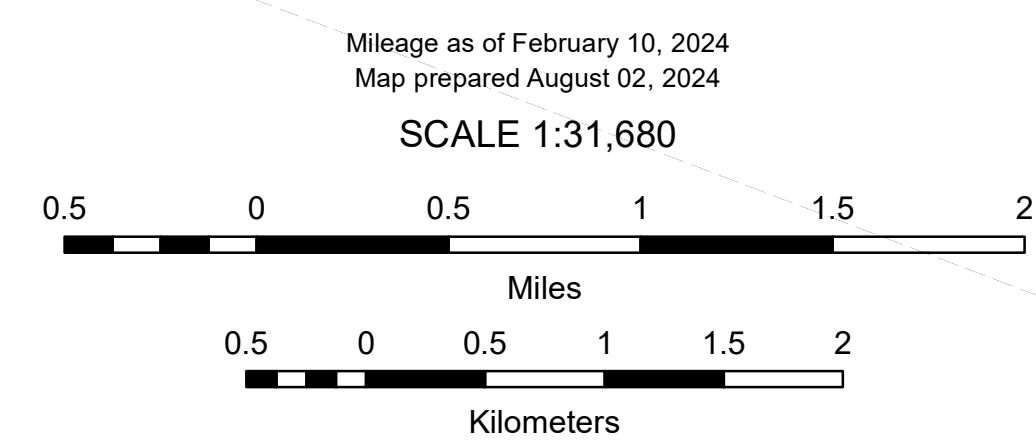 Mileage as of February 10, 2024
Map prepared August 02, 2024
SCALE 1:31,680
0.5 0 0.5 1 1.5 2
Miles
0.5 0 0.5 1 1.5 2
Kilometers